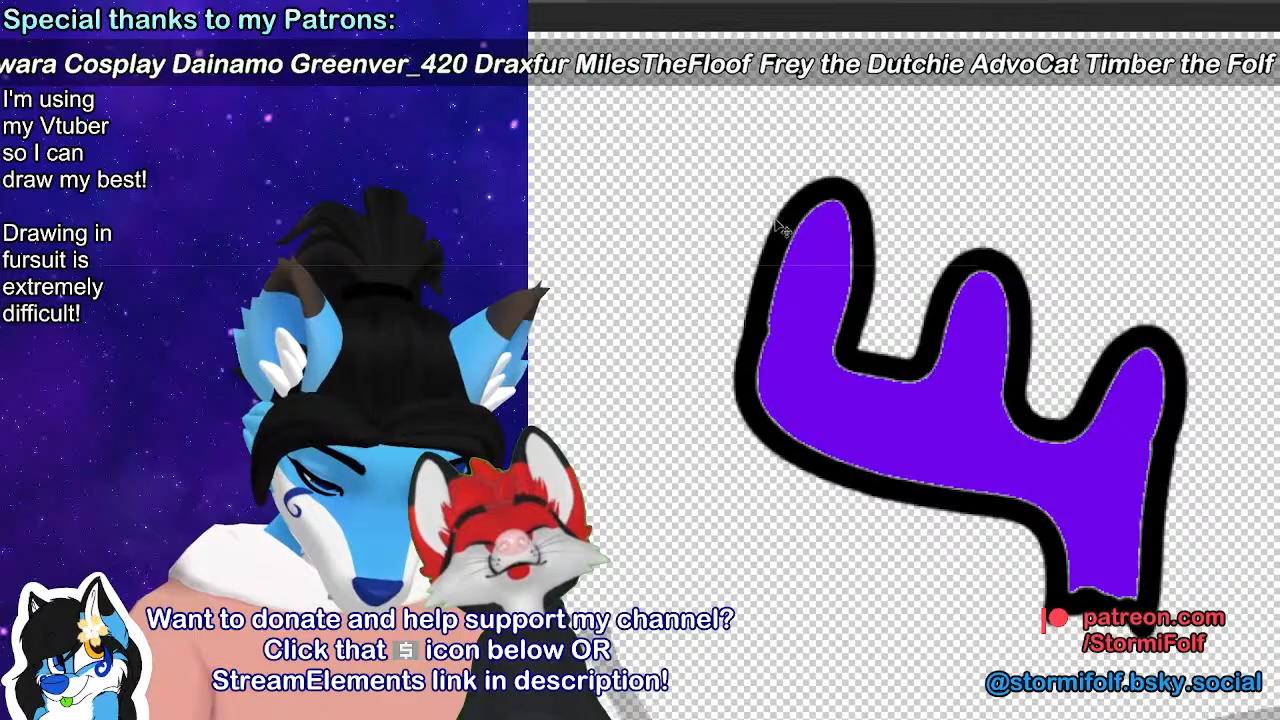 Special thanks to my Patrons:
wara Cosplay Dainamo Greenver_420 Draxfur MilesTheFloof Frey the Dutchie AdvoCat Timber the Folf
I'm using
my Vtuber
so I can
draw my best!
Drawing in
fursuit is
extremely
difficult!
Want to donate and help support my channel?
Click that $ icon below OR
StreamElements link in description!
patreon.com
/StormiFolf
@stormifolf.bsky.social